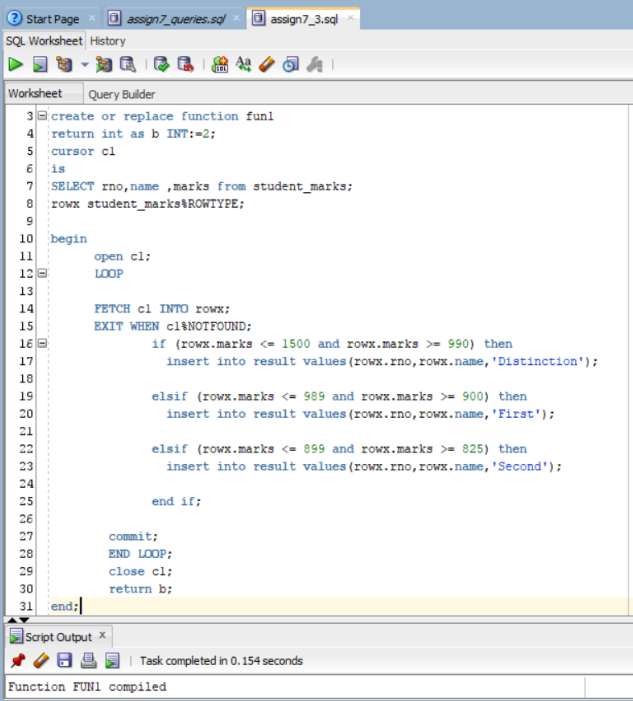 Start Page assign7_queries.sql assign7_3.sql
SQL Worksheet History
Worksheet Query Builder
3 create or replace function fun1
4 return int as b INT:=2;
5 cursor c1
6 is
7 SELECT rno,name ,marks from student_marks;
8 rowx student_marks%ROWTYPE;
9
10 begin
11 open c1;
12 LOOP
13
14 FETCH c1 INTO rowx;
15 EXIT WHEN c1%NOTFOUND;
16 if (rowx.marks <= 1500 and rowx.marks >= 990) then
17 insert into result values(rowx.rno,rowx.name,'Distinction');
18
19 elsif (rowx.marks <= 989 and rowx.marks >= 900) then
20 insert into result values(rowx.rno,rowx.name,'First');
21
22 elsif (rowx.marks <= 899 and rowx.marks >= 825) then
23 insert into result values(rowx.rno,rowx.name,'Second');
24
25 end if;
26
27 commit;
28 END LOOP;
29 close c1;
30 return b;
31 end;
Script Output x
Task completed in 0.154 seconds
Function FUN1 compiled